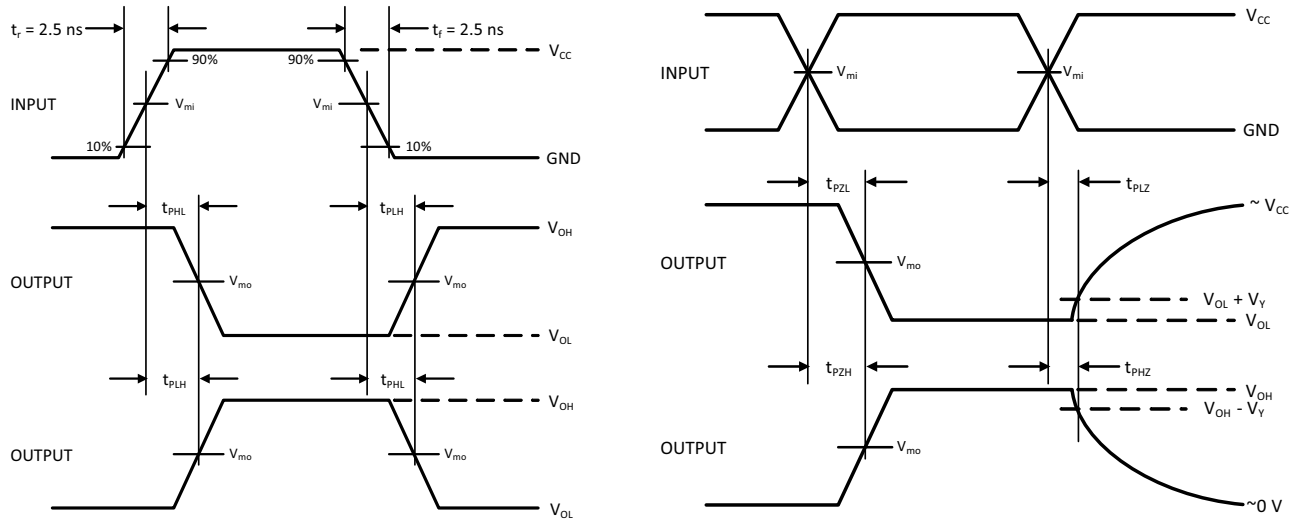 t_r = 2.5 ns
t_f = 2.5 ns
V_CC
90%
90%
INPUT
V_mi
V_mi
10%
10%
GND
t_PHL
t_PLH
V_OH
OUTPUT
V_mo
V_mo
V_OL
t_PLH
t_PHL
V_OH
OUTPUT
V_mo
V_mo
V_OL
V_CC
INPUT
V_mi
V_mi
GND
t_PZL
t_PLZ
~ V_CC
OUTPUT
V_mo
V_OL + V_Y
V_OL
t_PZH
t_PHZ
V_OH
V_OH - V_Y
OUTPUT
V_mo
~0 V